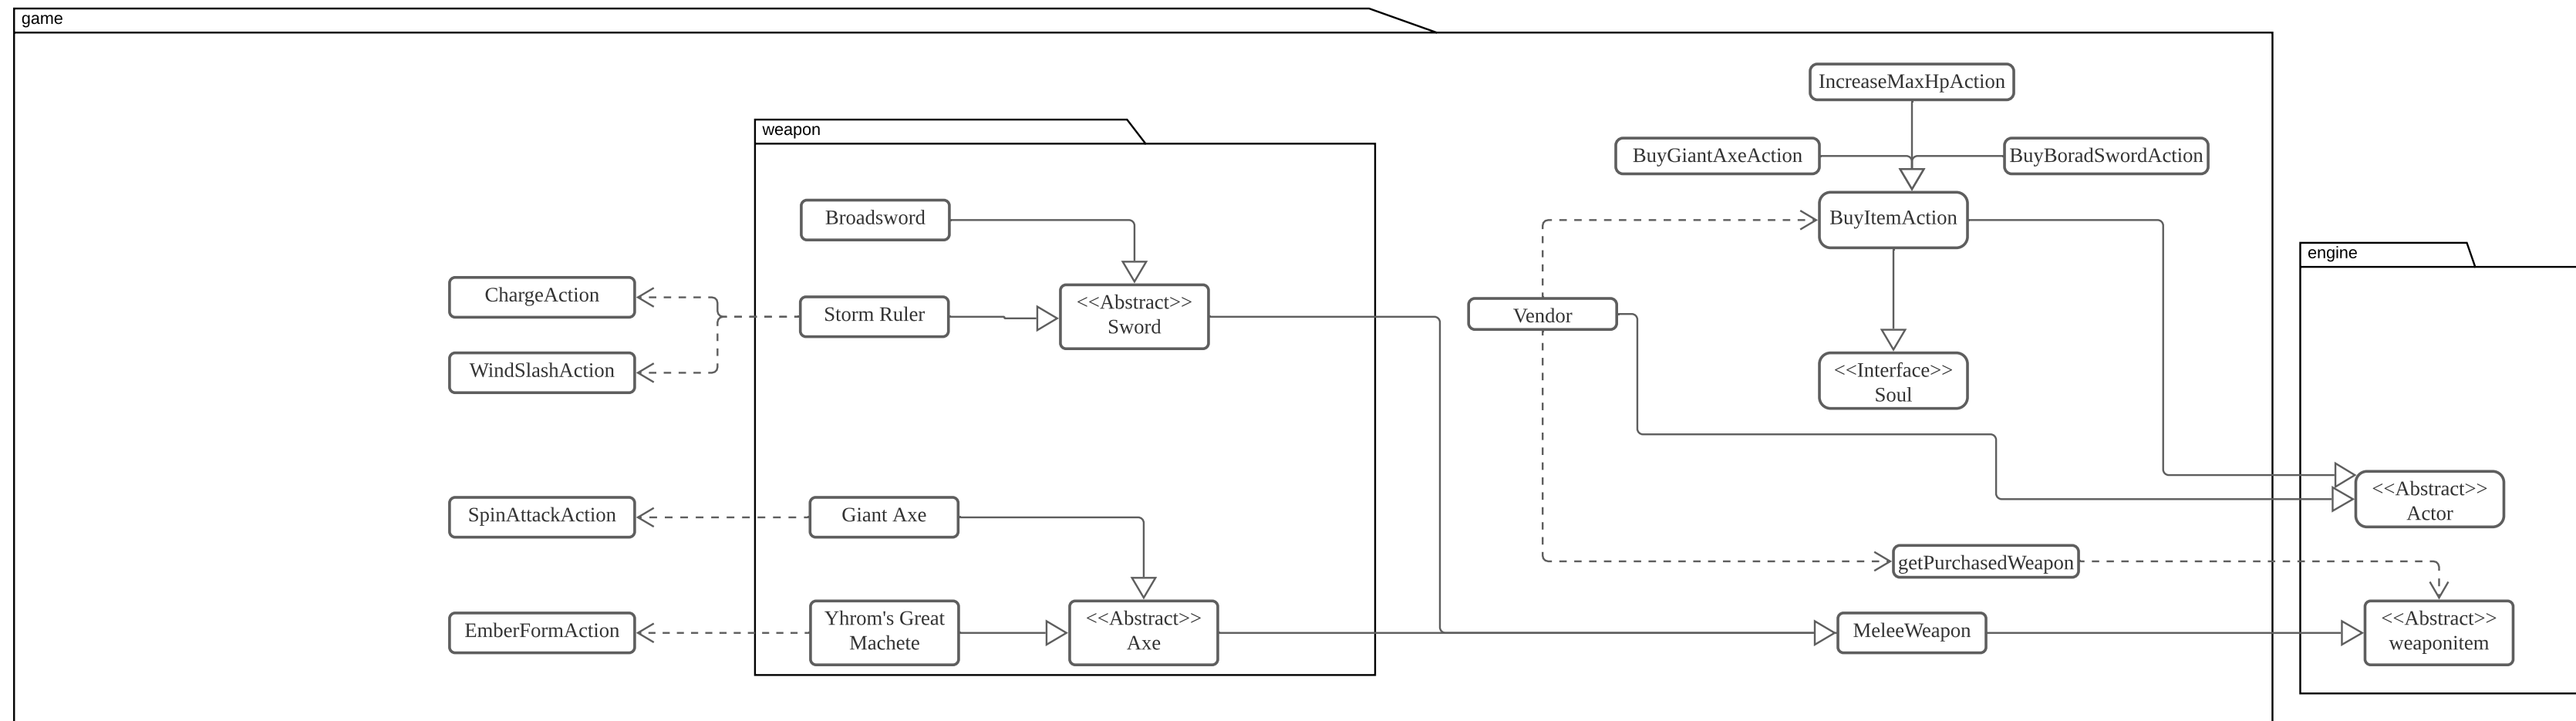 game
IncreaseMaxHpAction
weapon
BuyGiantAxeAction
BuyBoradSwordAction
Broadsword
BuyItemAction
engine
ChargeAction
Storm Ruler
<<Abstract>>
Sword
Vendor
WindSlashAction
<<Interface>>
Soul
SpinAttackAction
Giant Axe
<<Abstract>>
Actor
getPurchasedWeapon
EmberFormAction
Yhrom's Great
Machete
<<Abstract>>
Axe
MeleeWeapon
<<Abstract>>
weaponitem